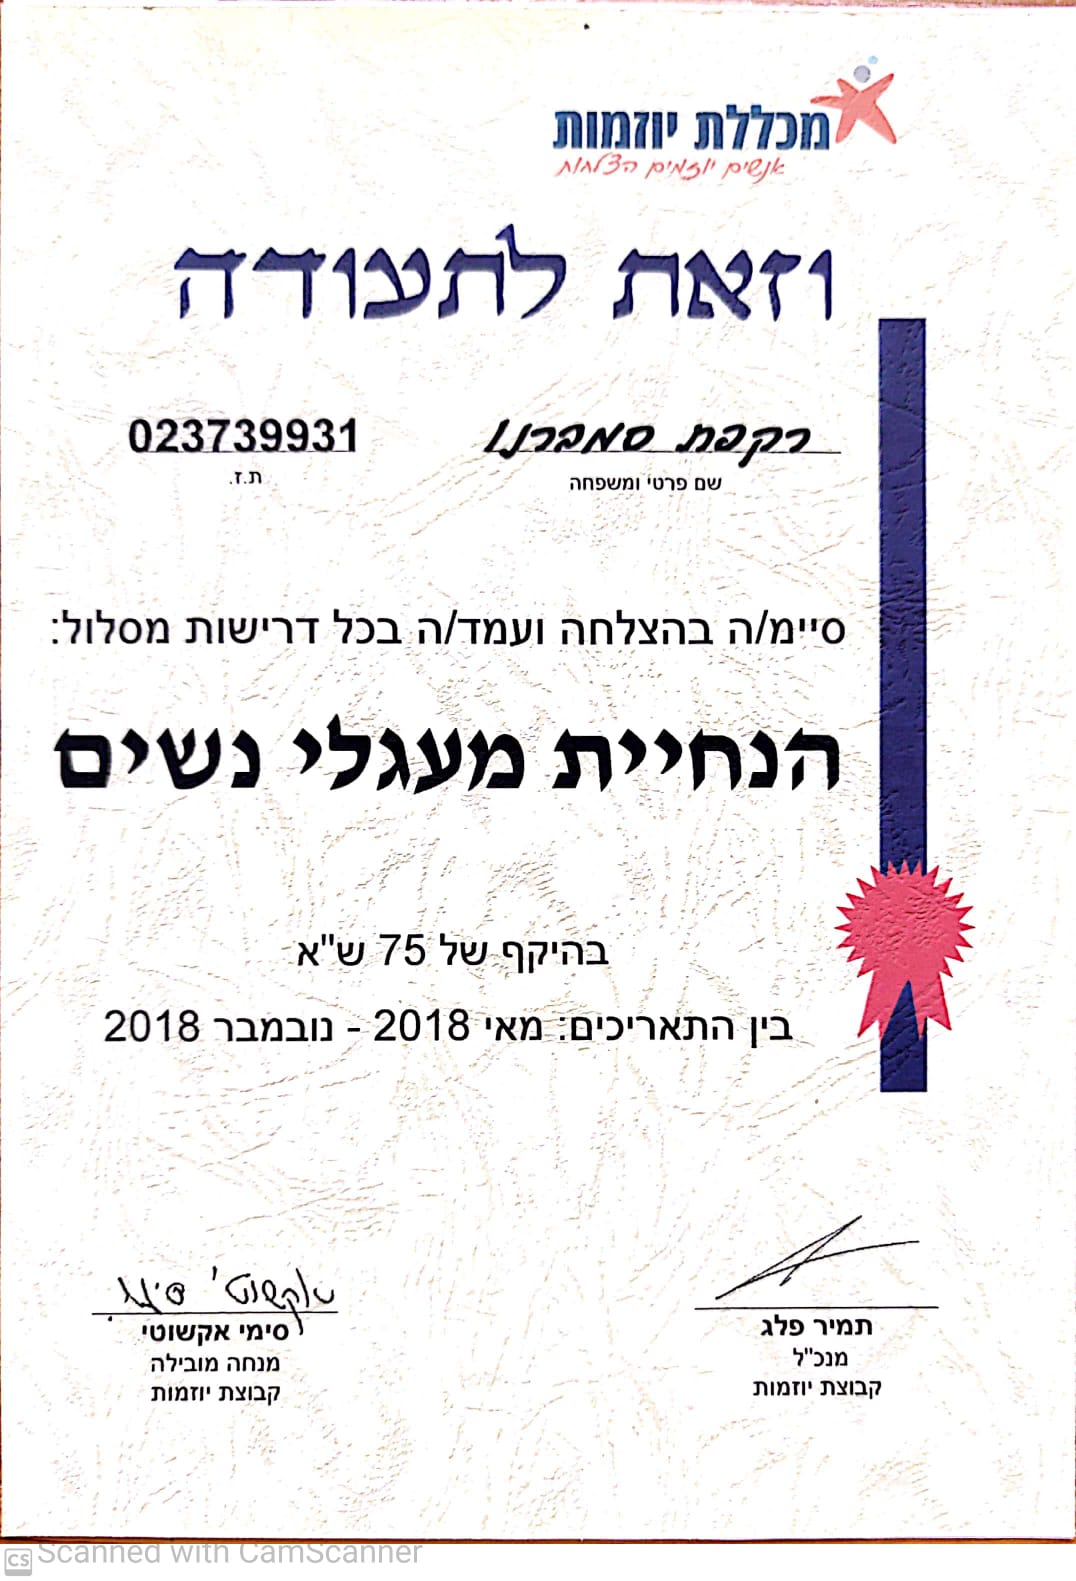 מכללת יוזמות
אנשים יוזמים הצלחות
וזאת לתעודה
רקפת סמברנו 023739931
שם פרטי ומשפחה ת.ז.
סיימ/ה בהצלחה ועמד/ה בכל דרישות מסלול:
הנחיית מעגלי נשים
בהיקף של 75 ש"א
בין התאריכים: מאי 2018 - נובמבר 2018
תמיר פלג
מנכ"ל
קבוצת יוזמות
אקשוטי סימי
סימי אקשוטי
מנחה מובילה
קבוצת יוזמות
CS Scanned with CamScanner